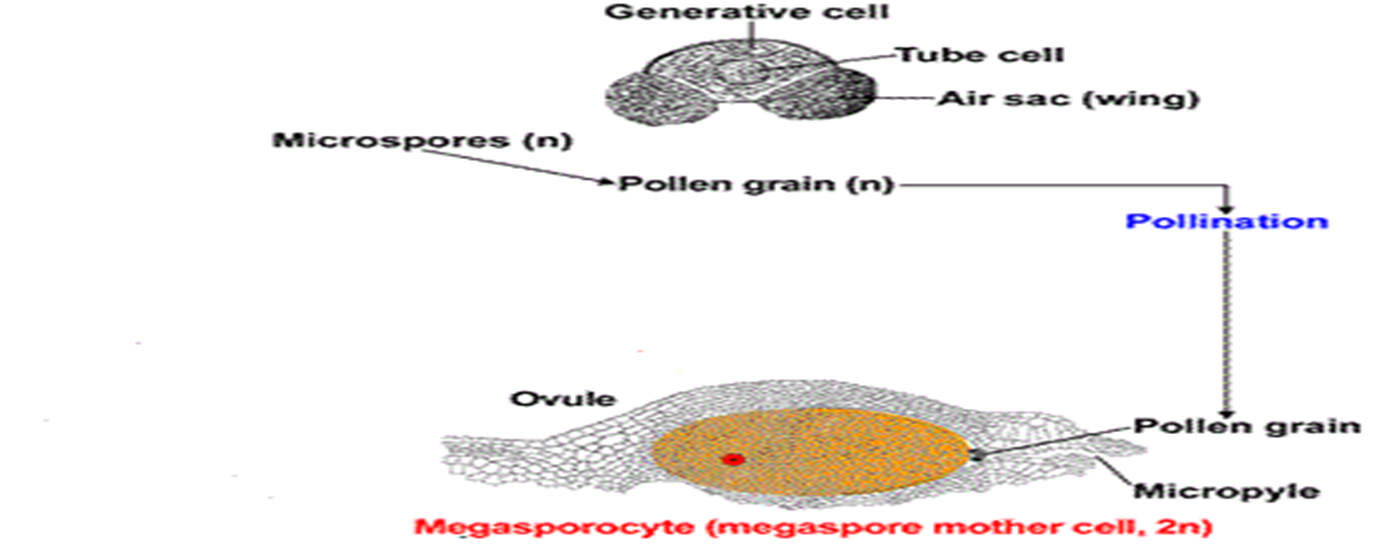 Generative cell
Tube cell
Air sac (wing)
Microspores (n)
Pollen grain (n)
Pollination
Ovule
Pollen grain
Micropyle
Megasporocyte (megaspore mother cell, 2n)